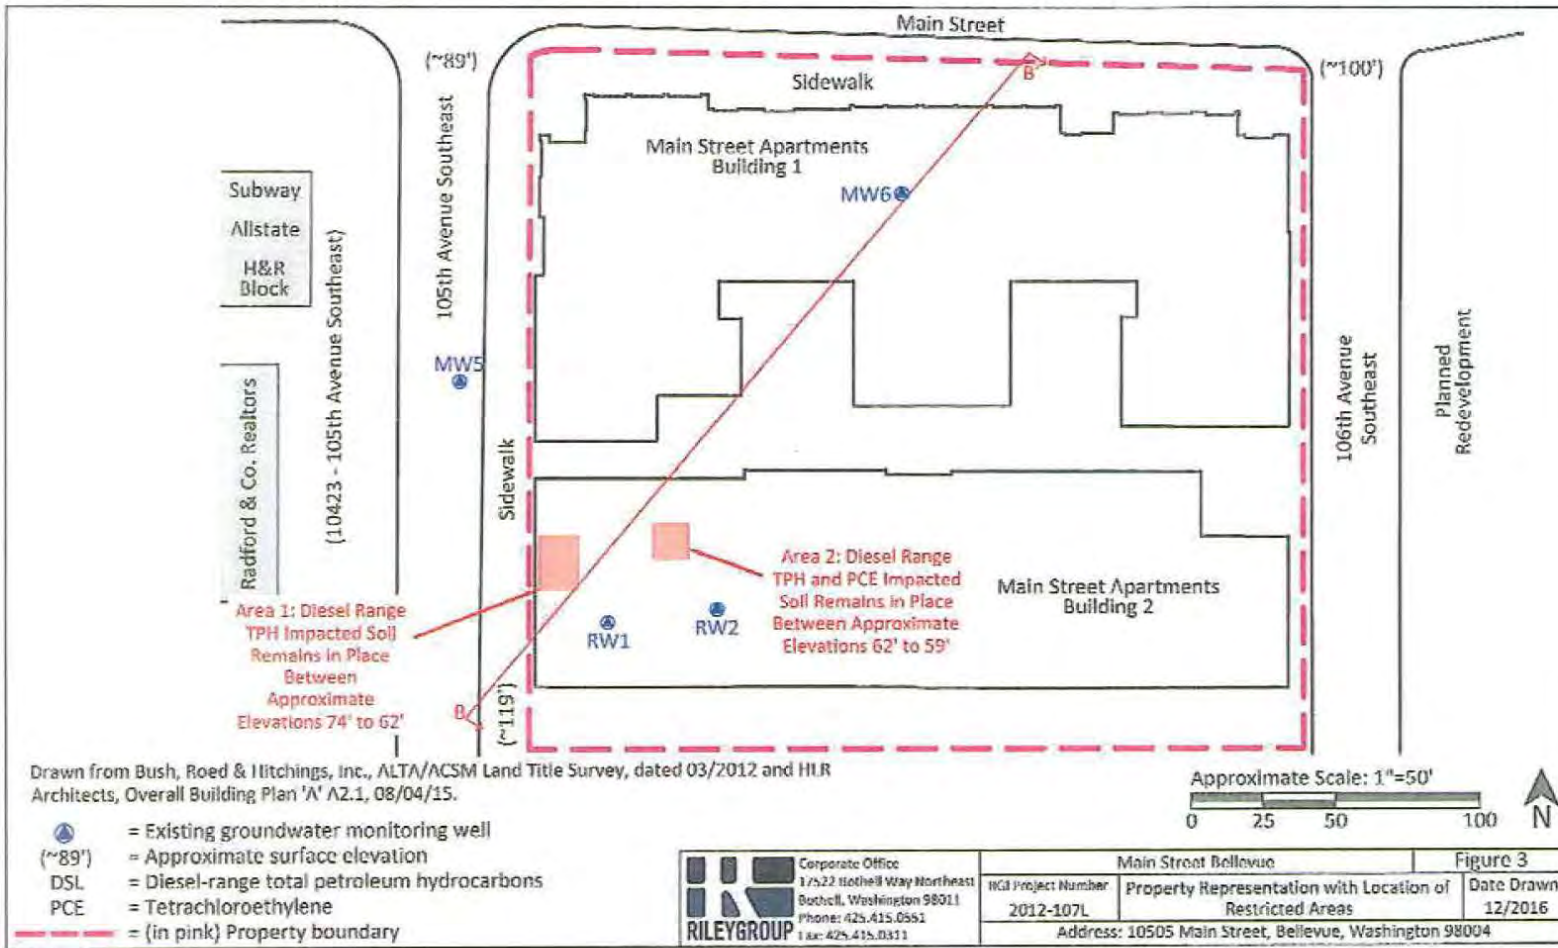 Main Street
(~89')
(~100')
Sidewalk
B'
Main Street Apartments
Building 1
MW6
105th Avenue Southeast
Subway
Allstate
H&R
Block
(10423 - 105th Avenue Southeast)
MW5
Radford & Co. Realtors
Sidewalk
106th Avenue
Southeast
Planned
Redevelopment
Area 1: Diesel Range
TPH Impacted Soil
Remains in Place
Between
Approximate
Elevations 74' to 62'
Area 2: Diesel Range
TPH and PCE Impacted
Soil Remains in Place
Between Approximate
Elevations 62' to 59'
Main Street Apartments
Building 2
RW1
RW2
B
(~119')
Drawn from Bush, Roed & Hitchings, Inc., ALTA/ACSM Land Title Survey, dated 03/2012 and HLR
Architects, Overall Building Plan 'A' A2.1, 08/04/15.
= Existing groundwater monitoring well
(~89') = Approximate surface elevation
DSL = Diesel-range total petroleum hydrocarbons
PCE = Tetrachloroethylene
= (in pink) Property boundary
Approximate Scale: 1"=50'
0 25 50 100
N
RILEYGROUP
Corporate Office
17522 Bothell Way Northeast
Bothell, Washington 98011
Phone: 425.415.0551
Fax: 425.415.0311
Main Street Bellevue
Figure 3
RGI Project Number
2012-107L
Property Representation with Location of
Restricted Areas
Date Drawn
12/2016
Address: 10505 Main Street, Bellevue, Washington 98004